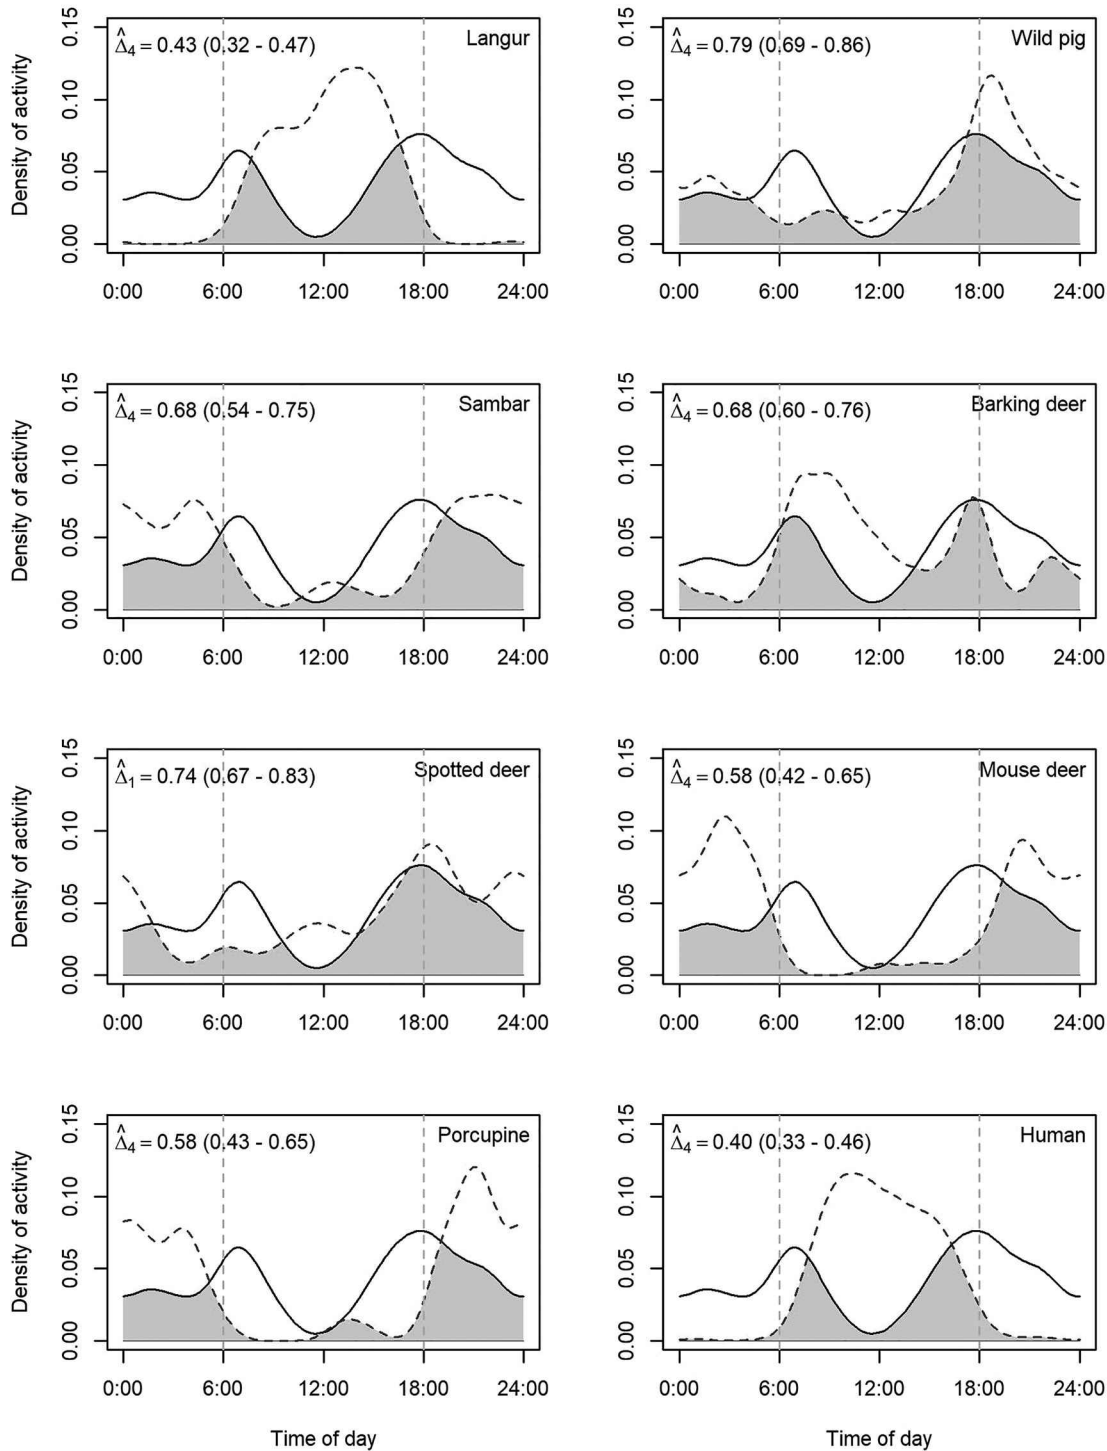 Density of activity
0.00 0.05 0.10 0.15
Δ̂4 = 0.43 (0.32 - 0.47)
Langur
0:00 6:00 12:00 18:00 24:00
0.00 0.05 0.10 0.15
Δ̂4 = 0.79 (0.69 - 0.86)
Wild pig
0:00 6:00 12:00 18:00 24:00
Density of activity
0.00 0.05 0.10 0.15
Δ̂4 = 0.68 (0.54 - 0.75)
Sambar
0:00 6:00 12:00 18:00 24:00
0.00 0.05 0.10 0.15
Δ̂4 = 0.68 (0.60 - 0.76)
Barking deer
0:00 6:00 12:00 18:00 24:00
Density of activity
0.00 0.05 0.10 0.15
Δ̂1 = 0.74 (0.67 - 0.83)
Spotted deer
0:00 6:00 12:00 18:00 24:00
0.00 0.05 0.10 0.15
Δ̂4 = 0.58 (0.42 - 0.65)
Mouse deer
0:00 6:00 12:00 18:00 24:00
Density of activity
0.00 0.05 0.10 0.15
Δ̂4 = 0.58 (0.43 - 0.65)
Porcupine
0:00 6:00 12:00 18:00 24:00
Time of day
0.00 0.05 0.10 0.15
Δ̂4 = 0.40 (0.33 - 0.46)
Human
0:00 6:00 12:00 18:00 24:00
Time of day